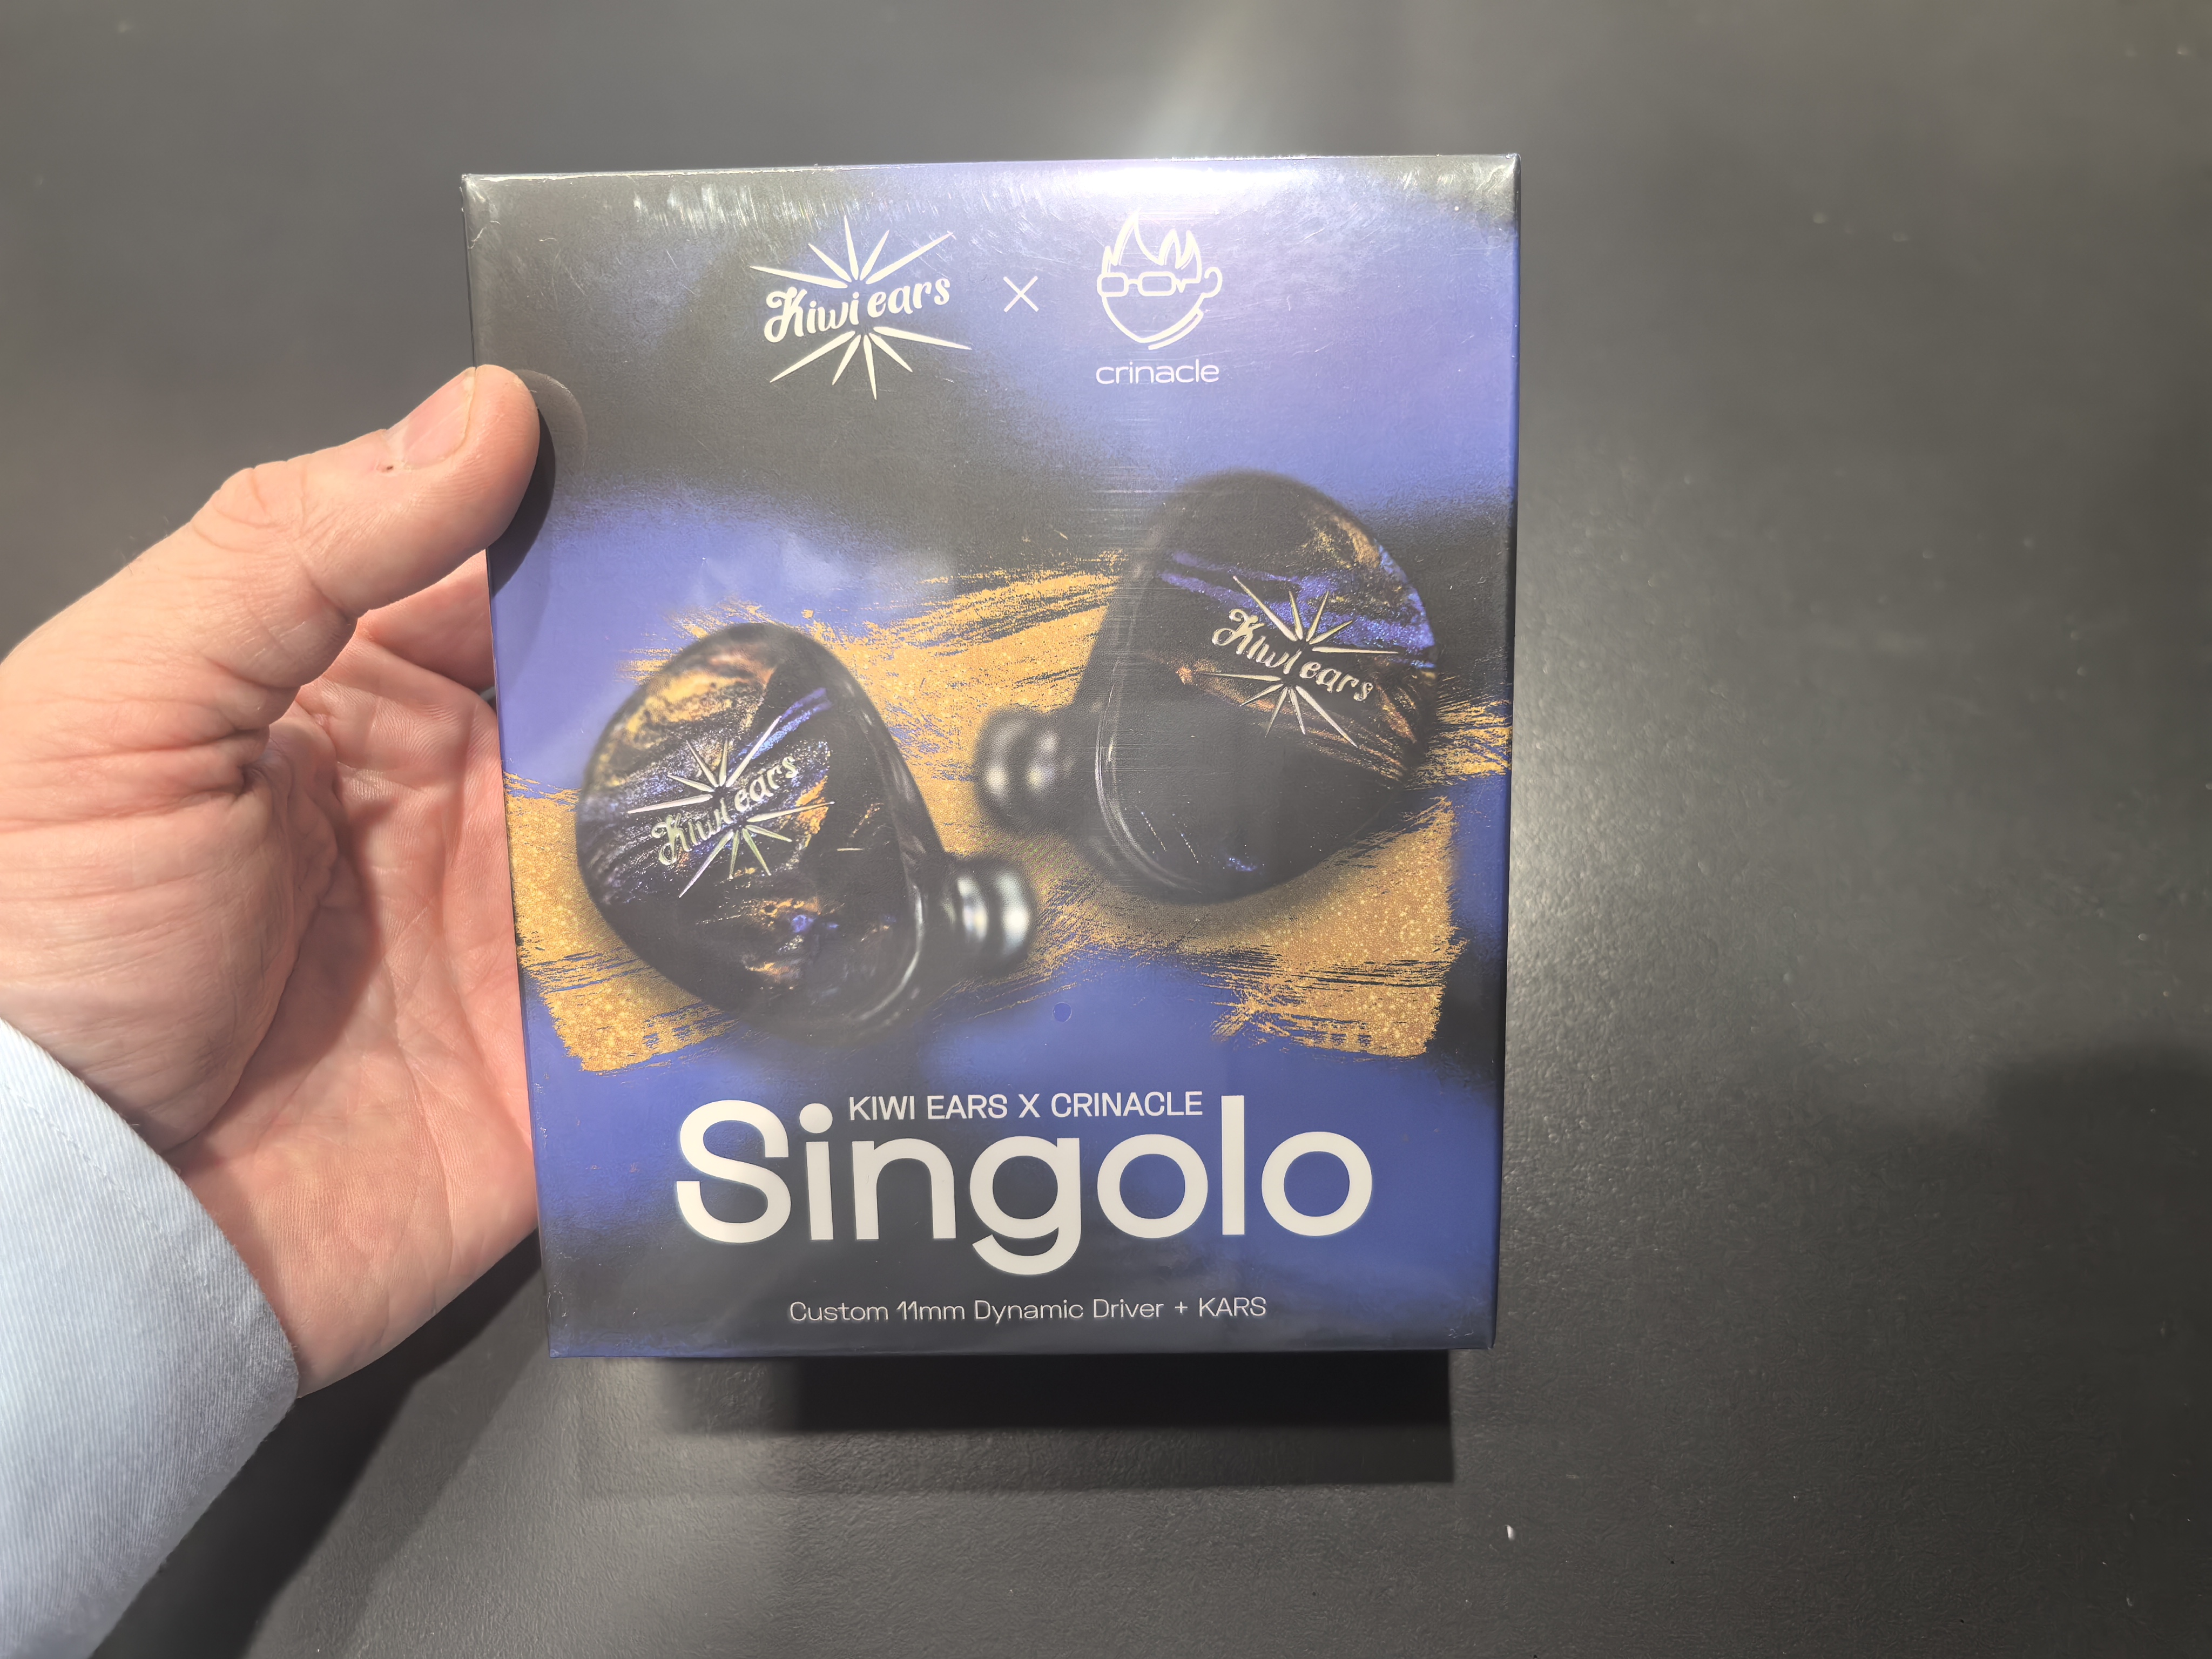 Kiwi ears × crinacle
Kiwi ears
Kiwi ears
KIWI EARS X CRINACLE
Singolo
Custom 11mm Dynamic Driver + KARS